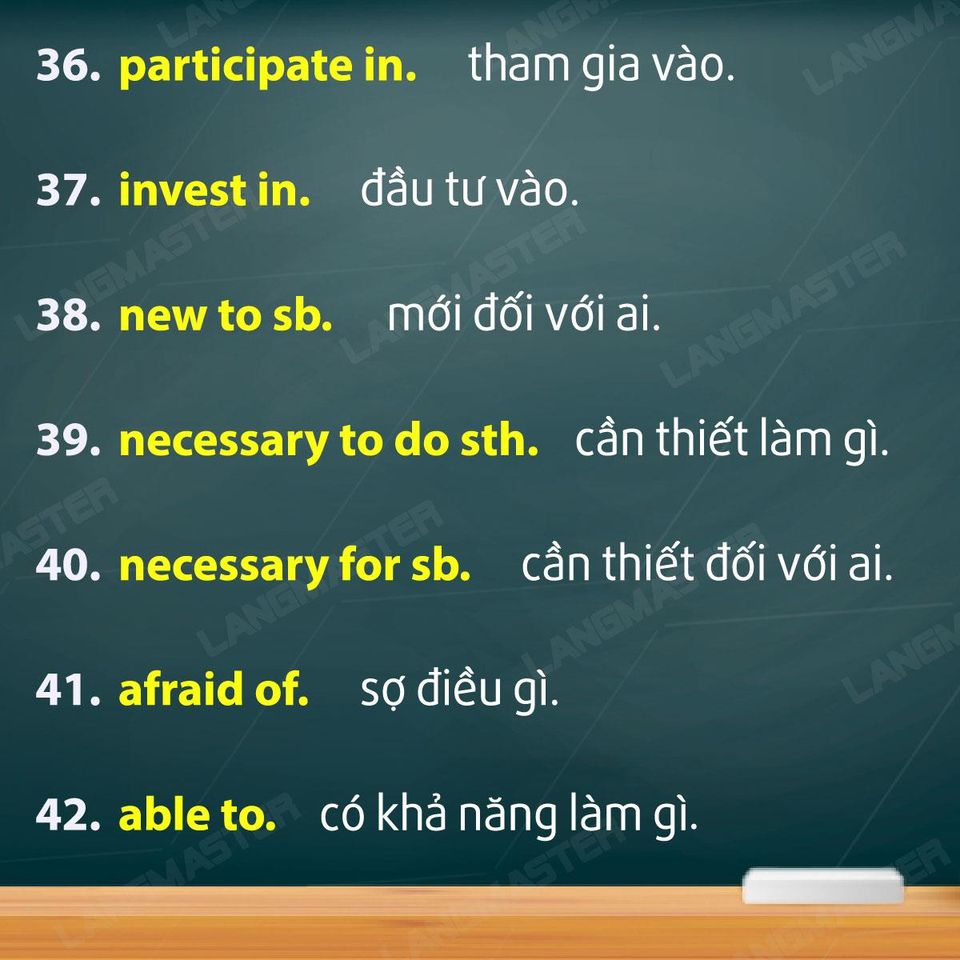 36. participate in. tham gia vào.
37. invest in. đầu tư vào.
38. new to sb. mới đối với ai.
39. necessary to do sth. cần thiết làm gì.
40. necessary for sb. cần thiết đối với ai.
41. afraid of. sợ điều gì.
42. able to. có khả năng làm gì.
LANGMASTER